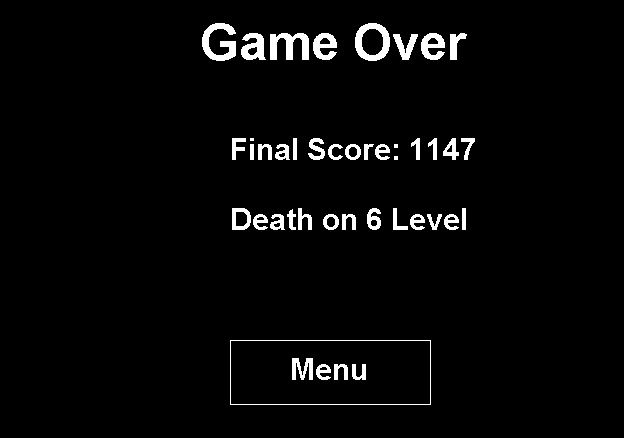 Game Over
Final Score: 1147
Death on 6 Level
Menu